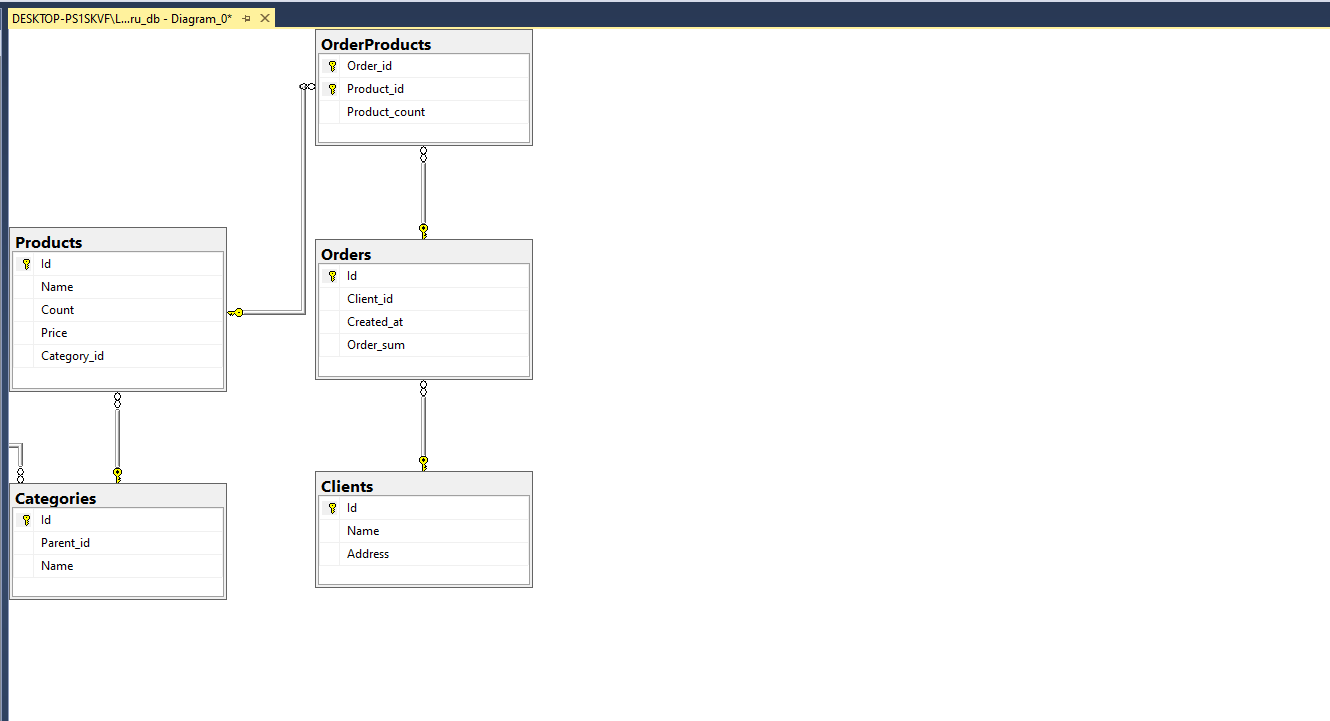 DESKTOP-PS1SKVF\L...ru_db - Diagram_0*
OrderProducts
Order_id
Product_id
Product_count
Products
Id
Name
Count
Price
Category_id
Orders
Id
Client_id
Created_at
Order_sum
Categories
Id
Parent_id
Name
Clients
Id
Name
Address